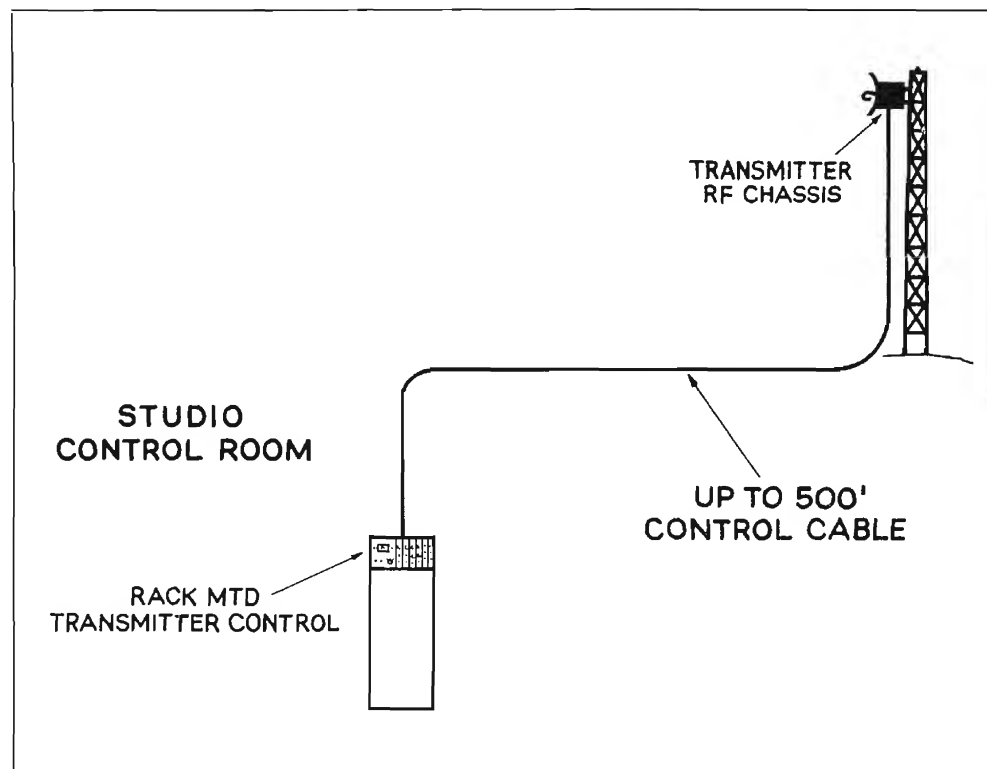 TRANSMITTER
RF CHASSIS
STUDIO
CONTROL ROOM
UP TO 500'
CONTROL CABLE
RACK MTD
TRANSMITTER CONTROL